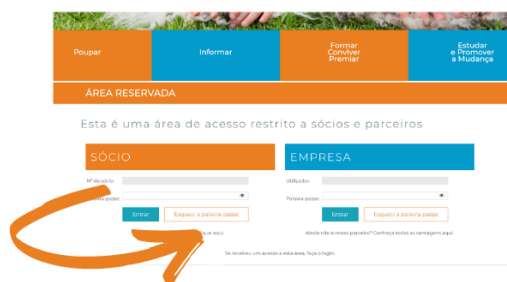 Poupar
Informar
Formar
Conviver
Premiar
Estudar
e Promover
a Mudança
ÁREA RESERVADA
Esta é uma área de acesso restrito a sócios e parceiros
SÓCIO
Nº de sócio:
passe:
Entrar
Esqueci a palavra passe
aqui
EMPRESA
Utilizador:
Palavra passe:
Entrar
Esqueci a palavra passe
Ainda não é nosso parceiro? Conheça todas as vantagens aqui.
Se recebeu um acesso a esta área, faça o login.